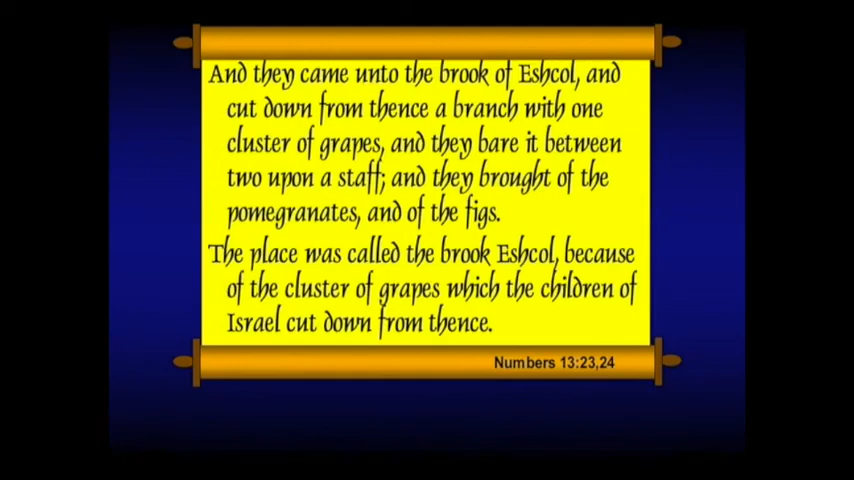 And they came unto the brook of Eshcol, and
cut down from thence a branch with one
cluster of grapes, and they bare it between
two upon a staff; and they brought of the
pomegranates, and of the figs.
The place was called the brook Eshcol, because
of the cluster of grapes which the children of
Israel cut down from thence.
Numbers 13:23,24